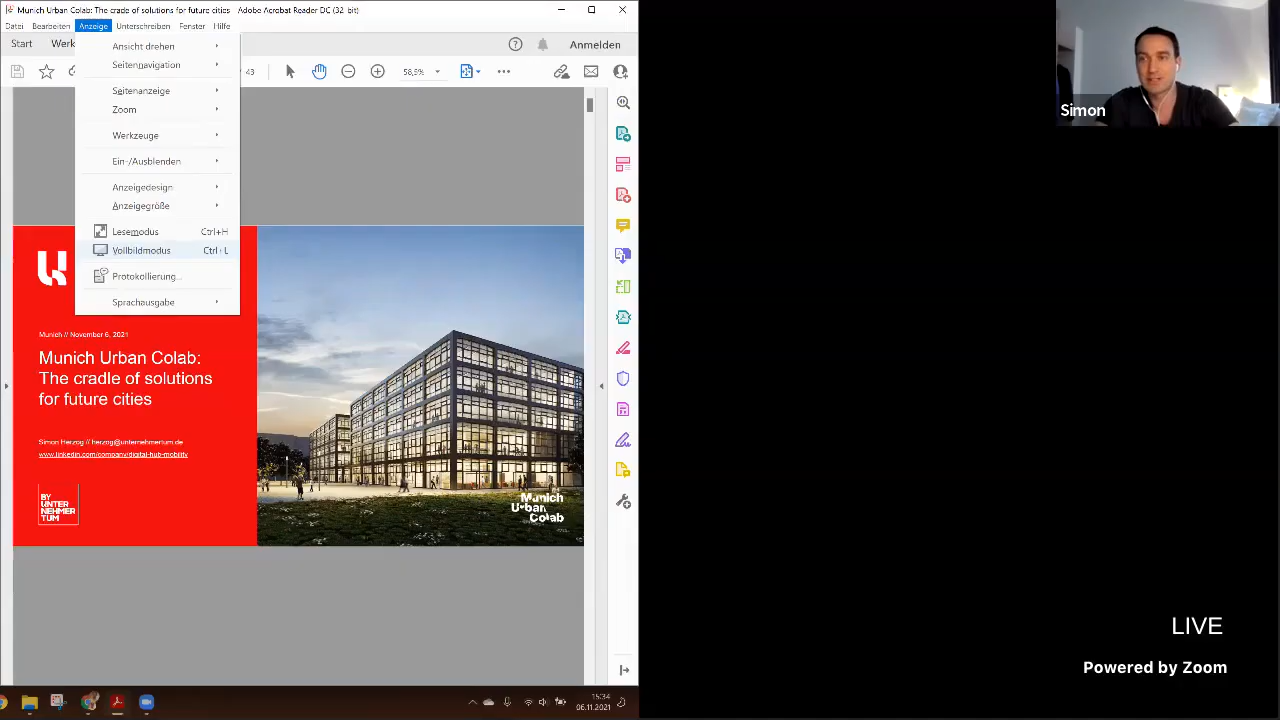 Munich Urban Colab: The crade of solutions for future cities - Adobe Acrobat Reader DC (32-bit)
Datei Bearbeiten Anzeige Unterschreiben Fenster Hilfe
Start Werk
Anmelden
43
58,5%
Ansicht drehen
Seitennavigation
Seitenanzeige
Zoom
Werkzeuge
Ein-/Ausblenden
Anzeigedesign
Anzeigegröße
Lesemodus Ctrl+H
Vollbildmodus Ctrl+L
Protokollierung...
Sprachausgabe
Munich // November 6, 2021
Munich Urban Colab:
The cradle of solutions
for future cities
Simon Herzog // herzog@unternehmertum.de
www.linkedin.com/company/digital-hub-mobility
BY
UNTER
NEHMER
TUM
Munich
Urban
Colab
15:34
06.11.2021
Simon
LIVE
Powered by Zoom